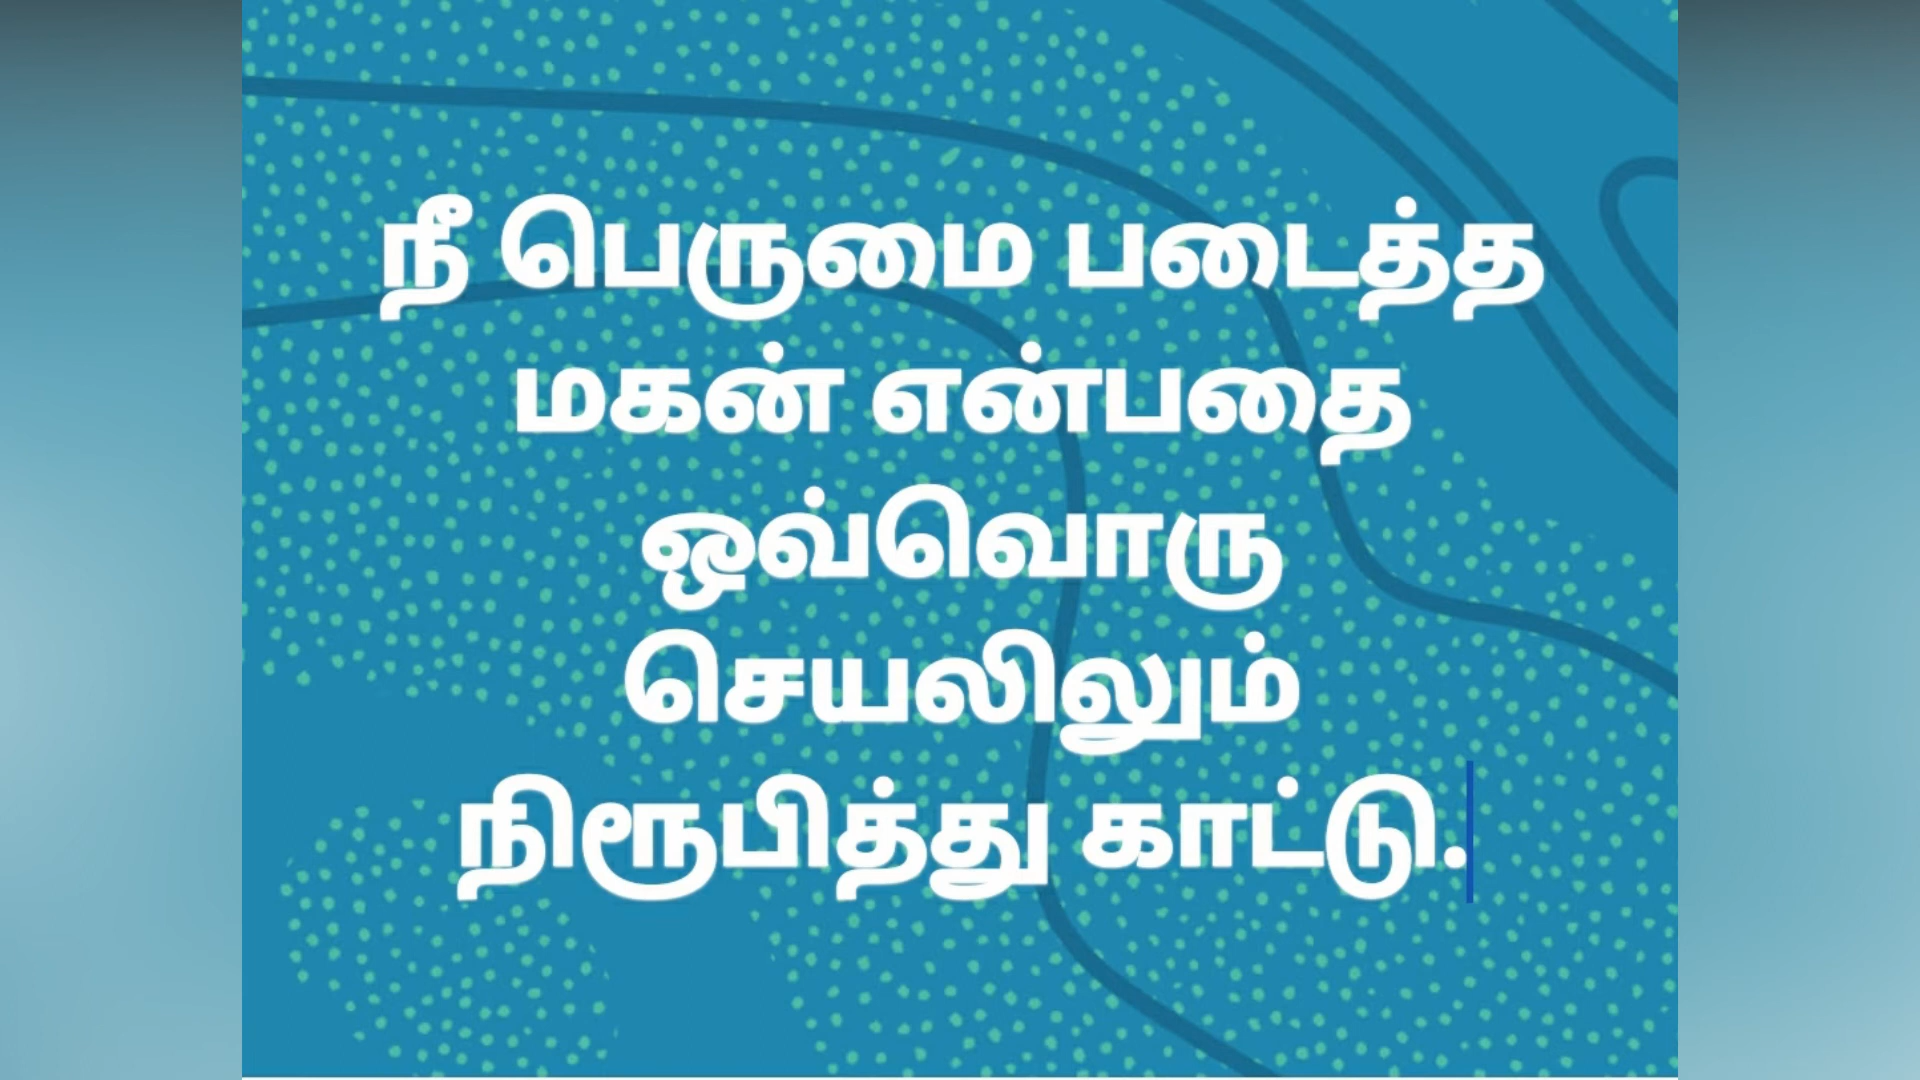 நீ பெருமை படைத்த
மகன் என்பதை
ஒவ்வொரு
செயலிலும்
நிரூபித்து காட்டு.